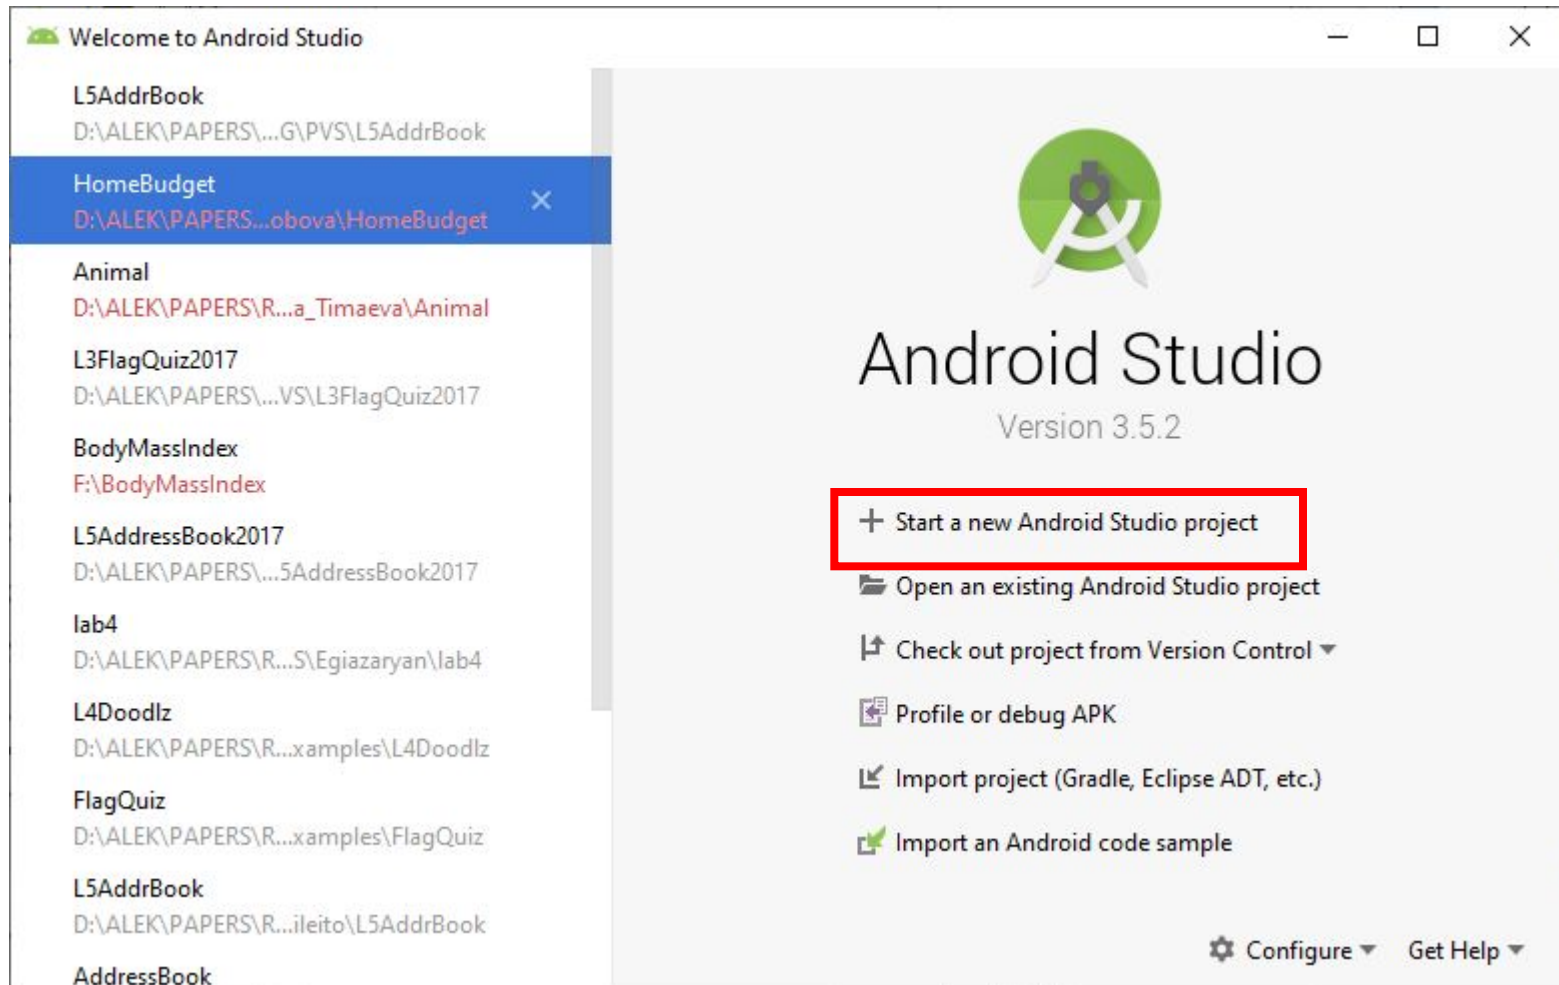 Welcome to Android Studio
L5AddrBook
D:\ALEK\PAPERS\...G\PVS\L5AddrBook
HomeBudget
D:\ALEK\PAPERS...obova\HomeBudget
Animal
D:\ALEK\PAPERS\R...a_Timaeva\Animal
L3FlagQuiz2017
D:\ALEK\PAPERS\...VS\L3FlagQuiz2017
BodyMassIndex
F:\BodyMassIndex
L5AddressBook2017
D:\ALEK\PAPERS\...5AddressBook2017
lab4
D:\ALEK\PAPERS\R...S\Egiazaryan\lab4
L4Doodlz
D:\ALEK\PAPERS\R...xamples\L4Doodlz
FlagQuiz
D:\ALEK\PAPERS\R...xamples\FlagQuiz
L5AddrBook
D:\ALEK\PAPERS\R...ileito\L5AddrBook
AddressBook
Android Studio
Version 3.5.2
Start a new Android Studio project
Open an existing Android Studio project
Check out project from Version Control
Profile or debug APK
Import project (Gradle, Eclipse ADT, etc.)
Import an Android code sample
Configure
Get Help